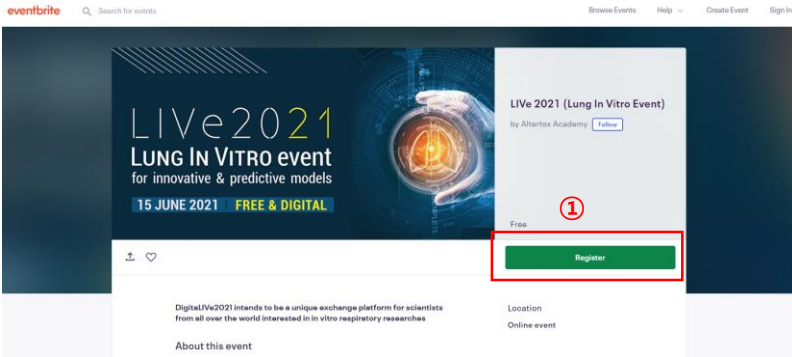 eventbrite
Search for events
Browse Events
Help
Create Event
Sign In
LIVe2021
LUNG IN VITRO event
for innovative & predictive models
15 JUNE 2021 FREE & DIGITAL
LIVe 2021 (Lung In Vitro Event)
by Altertox Academy Follow
①
Free
Register
DigitalIVe2021 intends to be a unique exchange platform for scientists
from all over the world interested in in vitro respiratory researches
Location
Online event
About this event